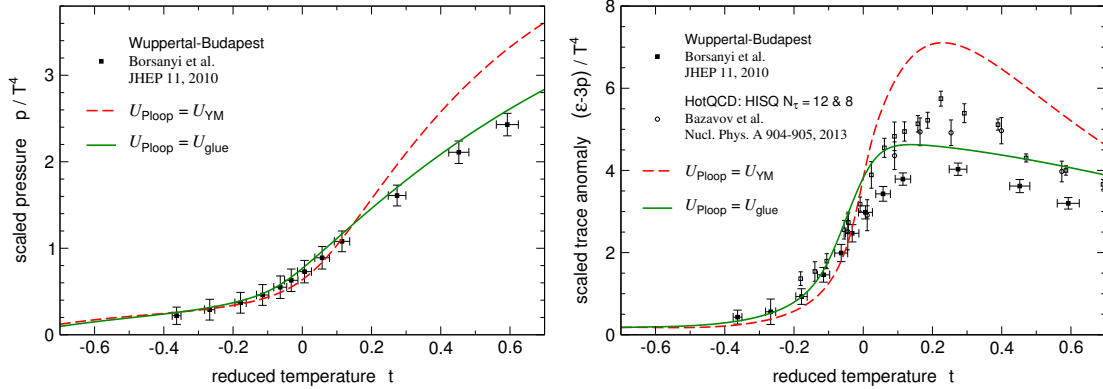 scaled pressure p / T⁴
3
2
1
0
Wuppertal-Budapest
Borsanyi et al.
JHEP 11, 2010
U_Ploop = U_YM
U_Ploop = U_glue
-0.6 -0.4 -0.2 0 0.2 0.4 0.6
reduced temperature t
scaled trace anomaly (ε-3p) / T⁴
8
6
4
2
0
Wuppertal-Budapest
Borsanyi et al.
JHEP 11, 2010
HotQCD: HISQ N_τ = 12 & 8
Bazavov et al.
Nucl. Phys. A 904-905, 2013
U_Ploop = U_YM
U_Ploop = U_glue
-0.6 -0.4 -0.2 0 0.2 0.4 0.6
reduced temperature t